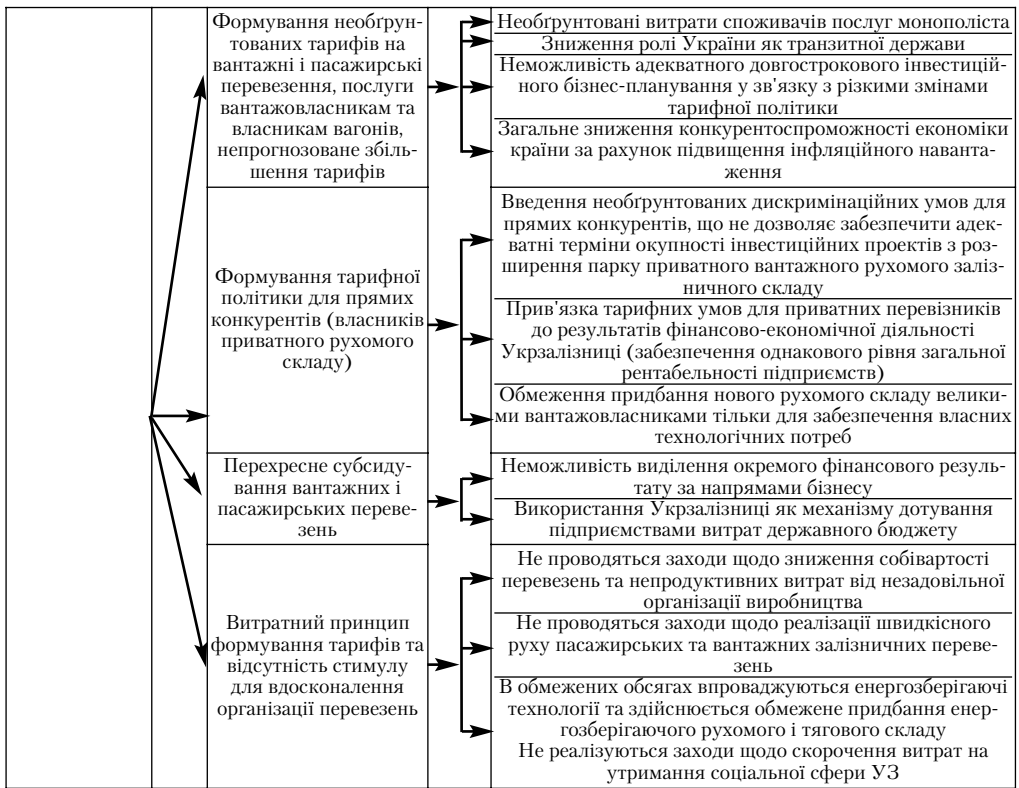 Формування необґрун-
тованих тарифів на
вантажні і пасажирські
перевезення, послуги
вантажовласникам та
власникам вагонів,
непрогнозоване збіль-
шення тарифів
Необґрунтовані витрати споживачів послуг монополіста
Зниження ролі України як транзитної держави
Неможливість адекватного довгострокового інвестицій-
ного бізнес-планування у зв'язку з різкими змінами
тарифної політики
Загальне зниження конкурентоспроможності економіки
країни за рахунок підвищення інфляційного наванта-
ження
Формування тарифної
політики для прямих
конкурентів (власників
приватного рухомого
складу)
Введення необґрунтованих дискримінаційних умов для
прямих конкурентів, що не дозволяє забезпечити адек-
ватні терміни окупності інвестиційних проектів з роз-
ширення парку приватного вантажного рухомого заліз-
ничного складу
Прив'язка тарифних умов для приватних перевізників
до результатів фінансово-економічної діяльності
Укрзалізниці (забезпечення однакового рівня загальної
рентабельності підприємств)
Обмеження придбання нового рухомого складу велики-
ми вантажовласниками тільки для забезпечення власних
технологічних потреб
Перехресне субсиду-
вання вантажних і
пасажирських переве-
зень
Неможливість виділення окремого фінансового резуль-
тату за напрямами бізнесу
Використання Укрзалізниці як механізму дотування
підприємствами витрат державного бюджету
Витратний принцип
формування тарифів та
відсутність стимулу
для вдосконалення
організації перевезень
Не проводяться заходи щодо зниження собівартості
перевезень та непродуктивних витрат від незадовільної
організації виробництва
Не проводяться заходи щодо реалізації швидкісного
руху пасажирських та вантажних залізничних переве-
зень
В обмежених обсягах впроваджуються енергозберігаючі
технології та здійснюється обмежене придбання енер-
гозберігаючого рухомого і тягового складу
Не реалізуються заходи щодо скорочення витрат на
утримання соціальної сфери УЗ